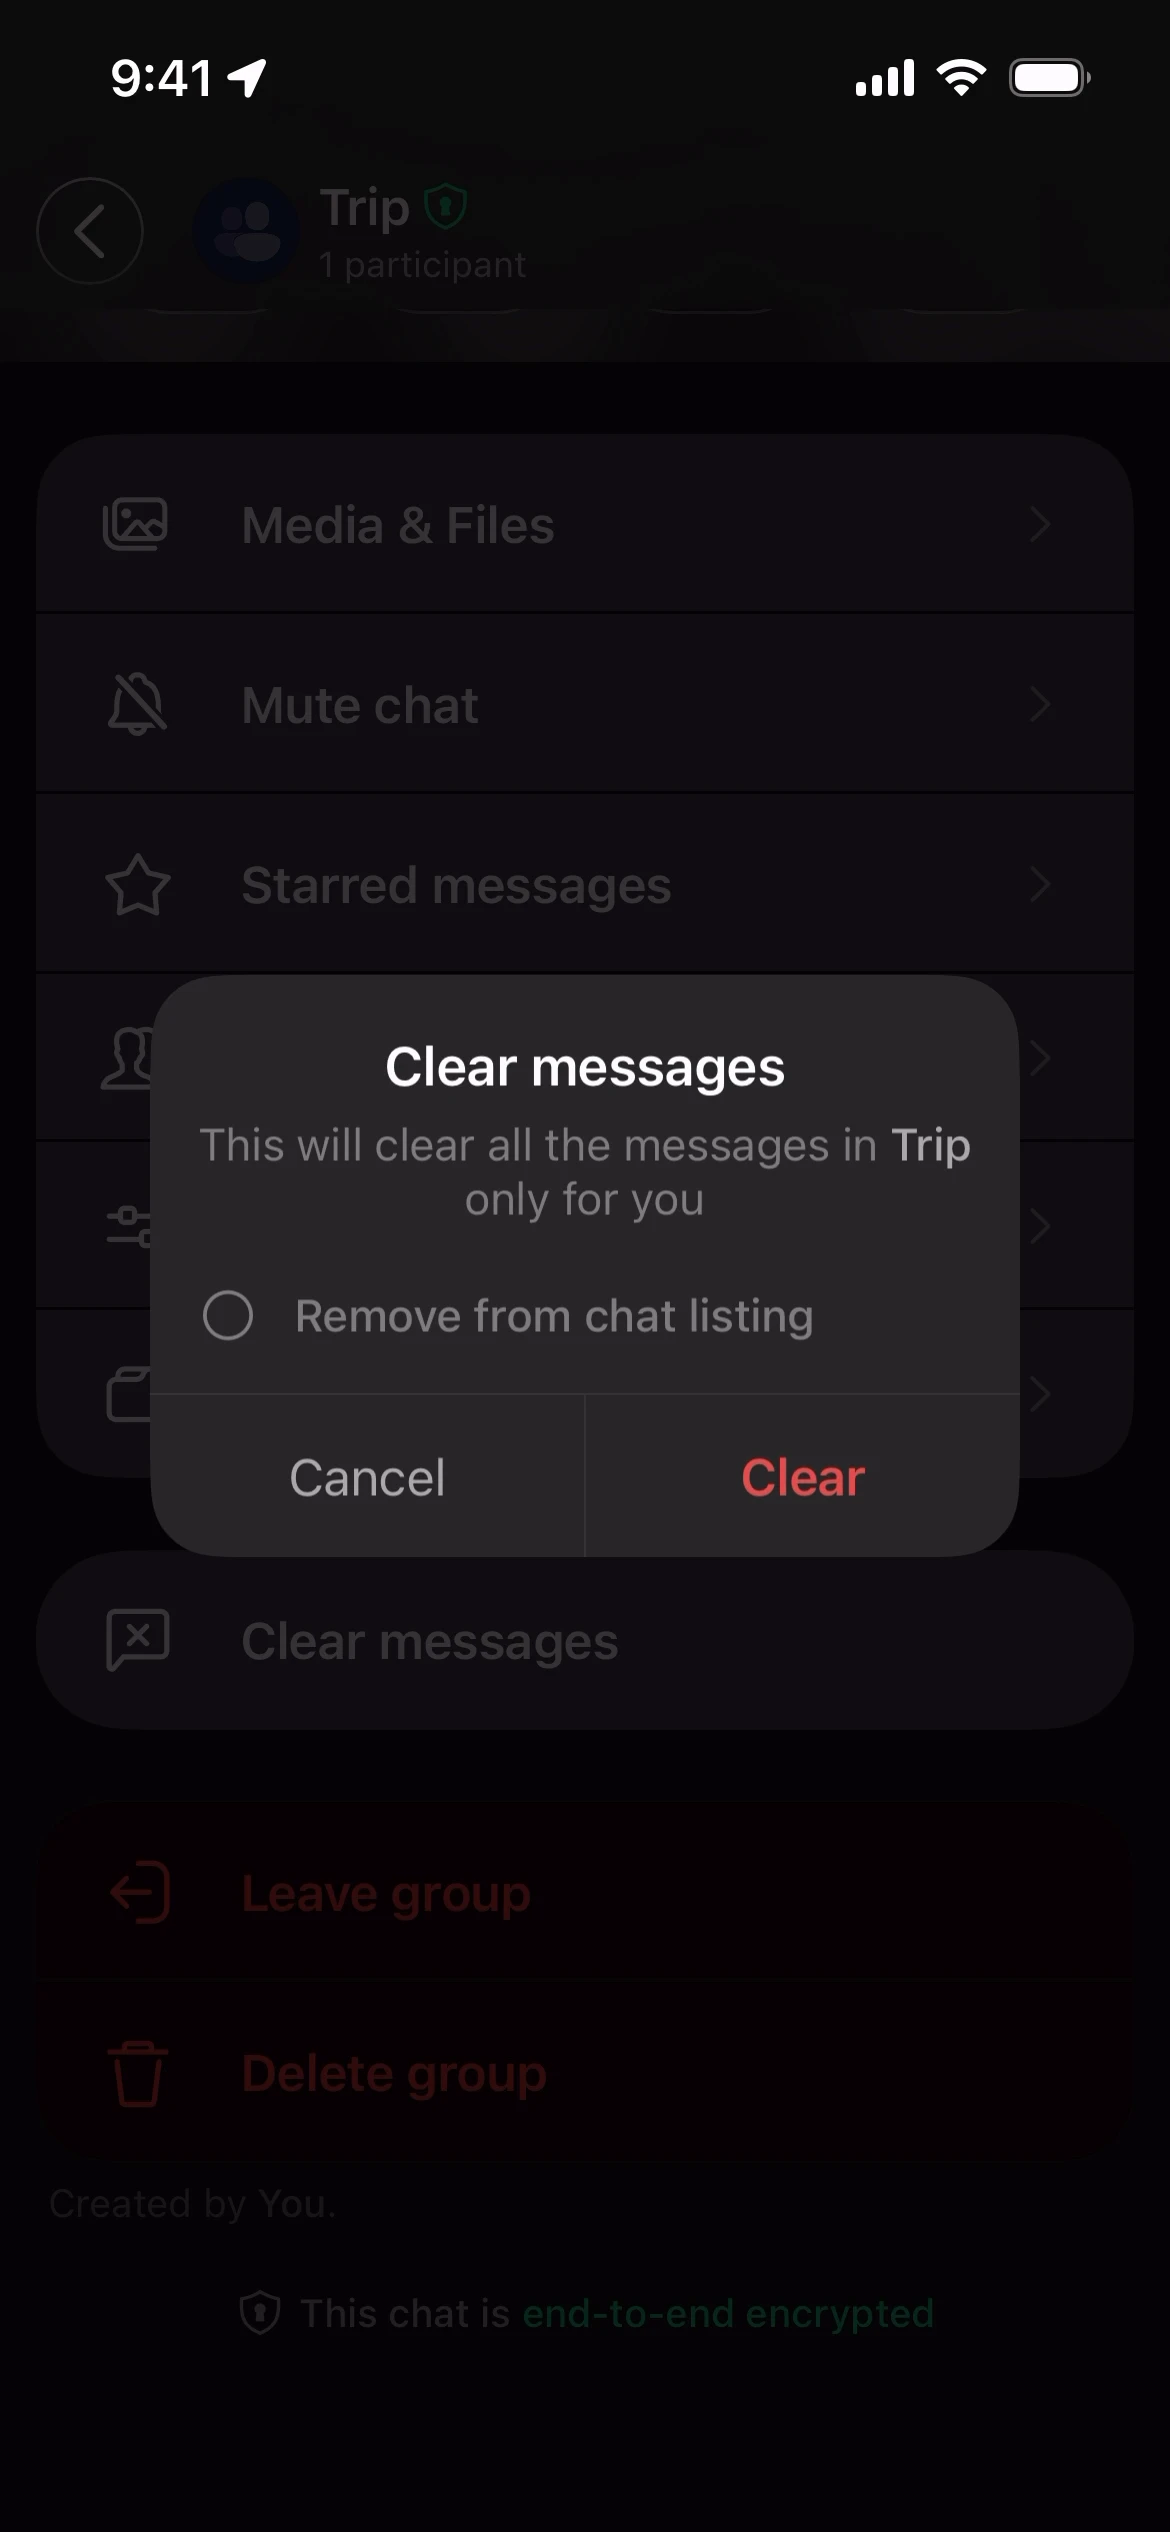 9:41
Trip
1 participant
Media & Files
Mute chat
Starred messages
Clear messages
This will clear all the messages in Trip
only for you
Remove from chat listing
Cancel
Clear
Clear messages
Leave group
Delete group
Created by You.
This chat is end-to-end encrypted